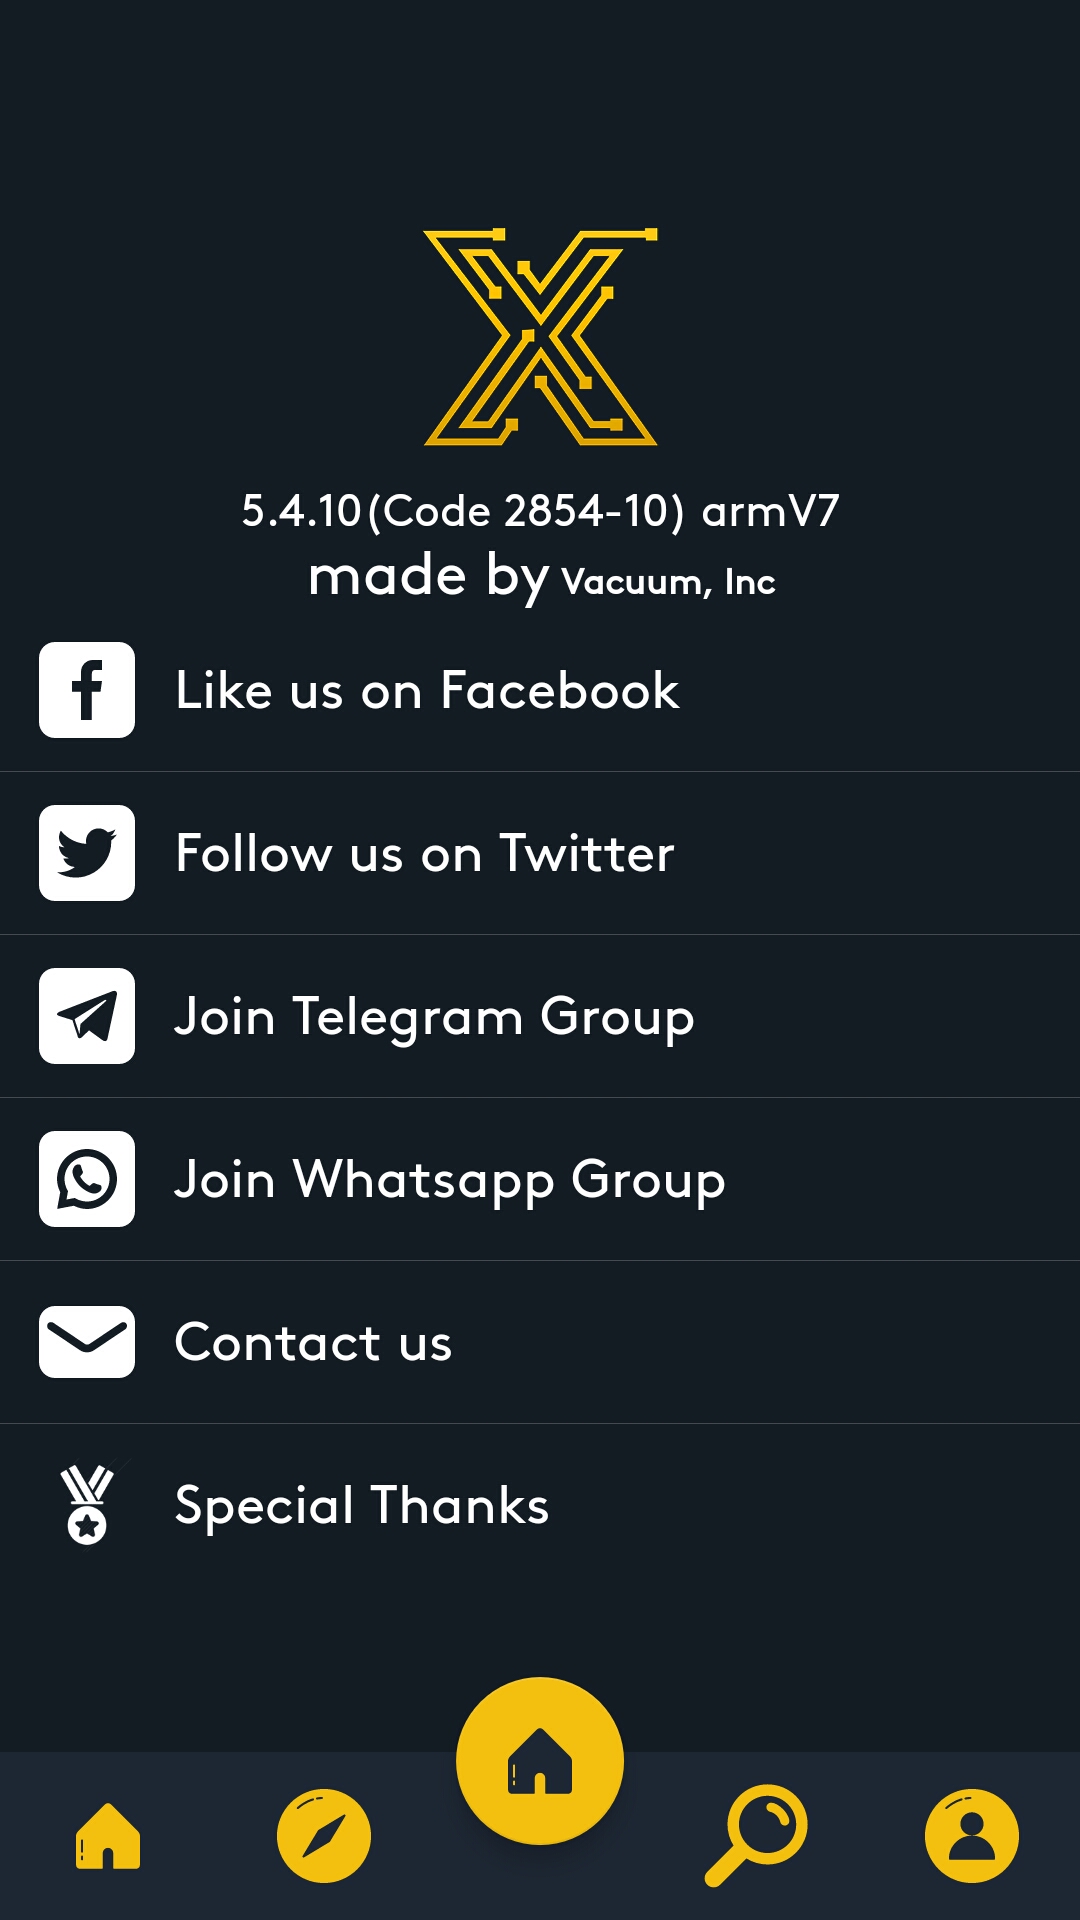 5.4.10(Code 2854-10) armV7
made by Vacuum, Inc
Like us on Facebook
Follow us on Twitter
Join Telegram Group
Join Whatsapp Group
Contact us
Special Thanks